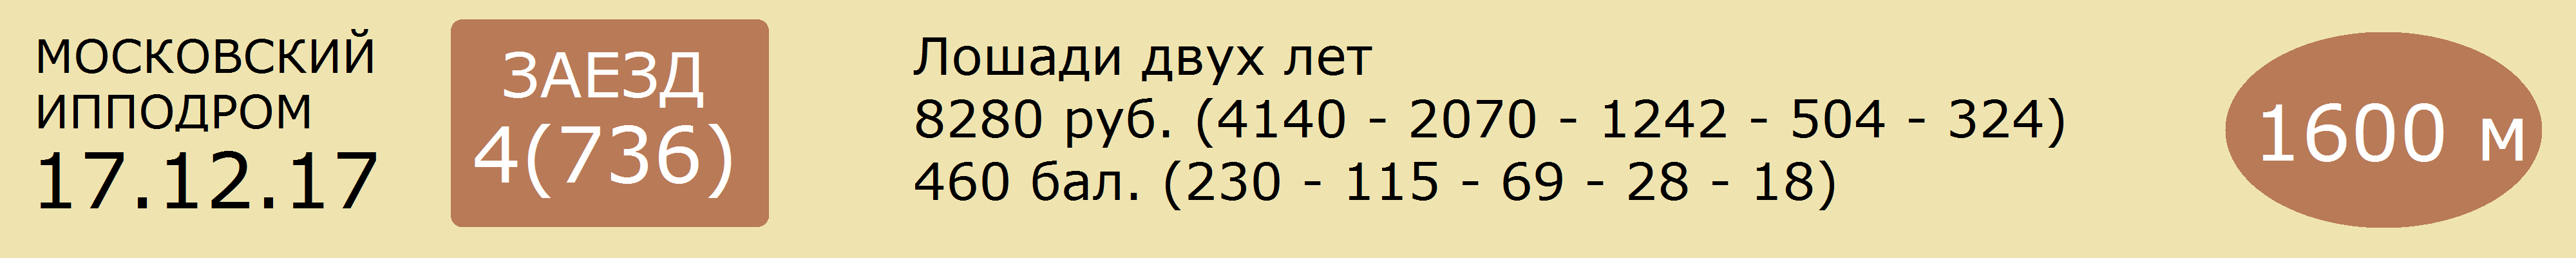 МОСКОВСКИЙ
ИППОДРОМ
17.12.17
ЗАЕЗД
4(736)
Лошади двух лет
8280 руб. (4140 - 2070 - 1242 - 504 - 324)
460 бал. (230 - 115 - 69 - 28 - 18)
1600 м